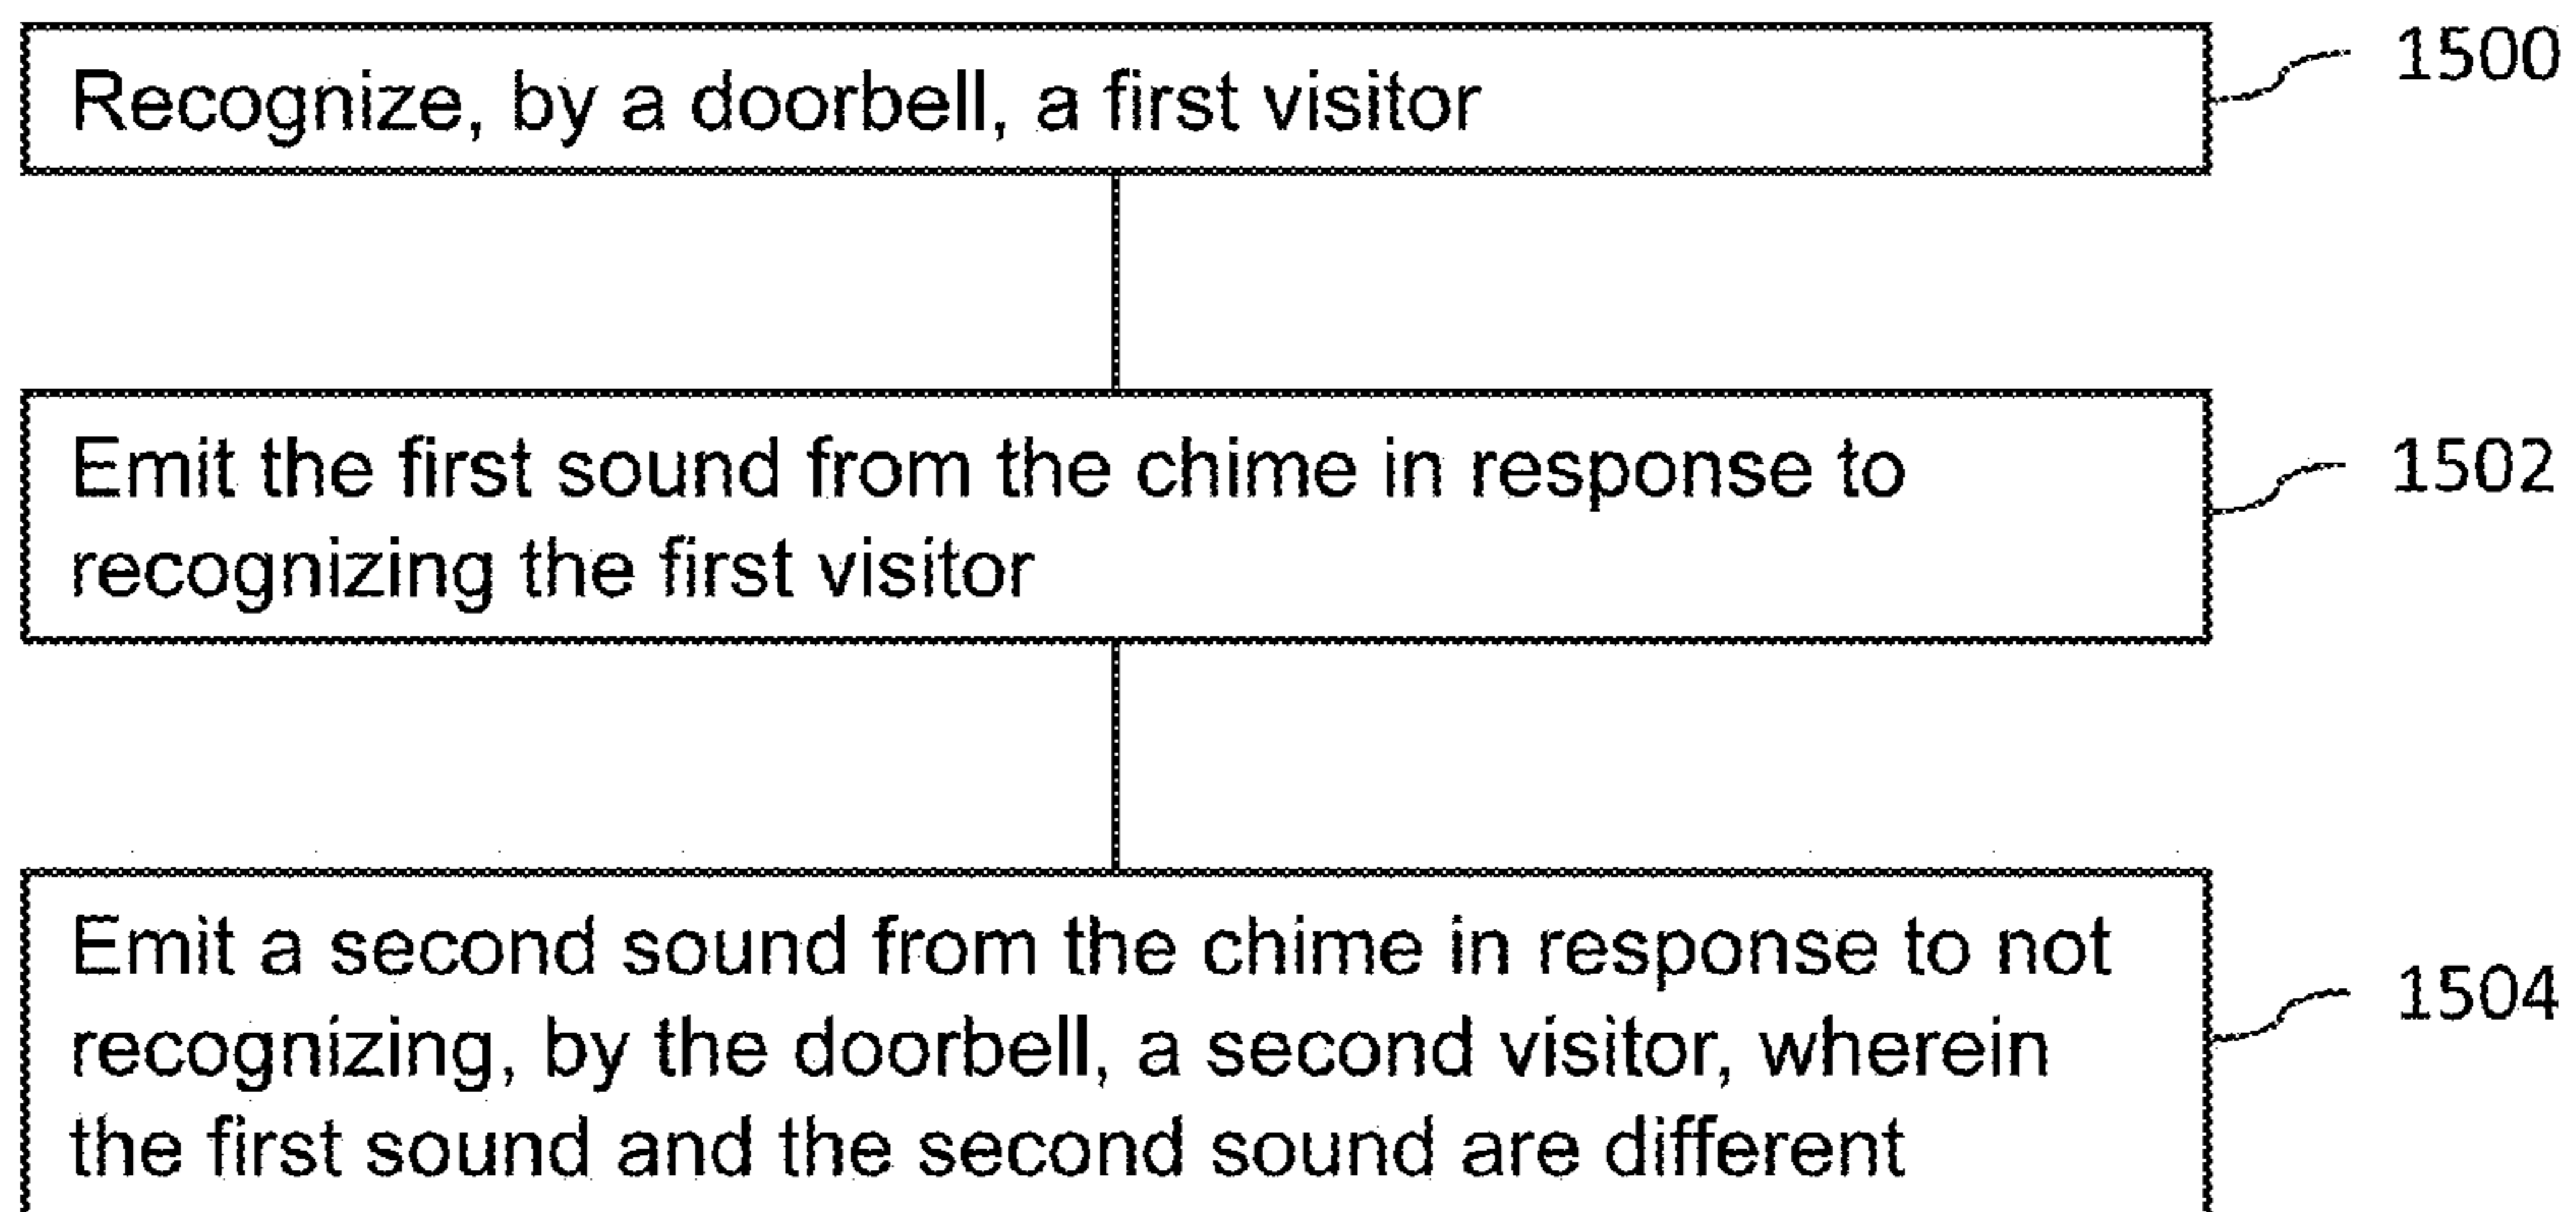 Recognize, by a doorbell, a first visitor
1500
Emit the first sound from the chime in response to
recognizing the first visitor
1502
Emit a second sound from the chime in response to not
recognizing, by the doorbell, a second visitor, wherein
the first sound and the second sound are different
1504